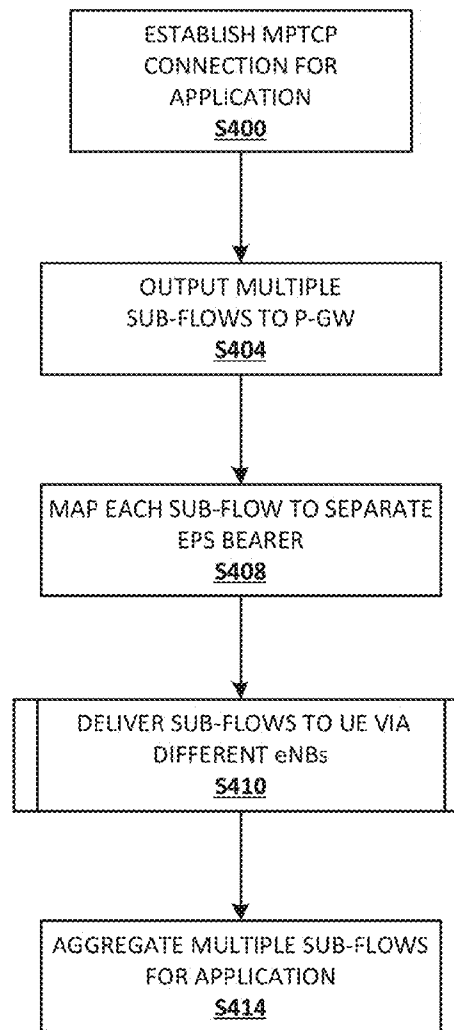 ESTABLISH MPTCP
CONNECTION FOR
APPLICATION
S400
OUTPUT MULTIPLE
SUB-FLOWS TO P-GW
S404
MAP EACH SUB-FLOW TO SEPARATE
EPS BEARER
S408
DELIVER SUB-FLOWS TO UE VIA
DIFFERENT eNBs
S410
AGGREGATE MULTIPLE SUB-FLOWS
FOR APPLICATION
S414